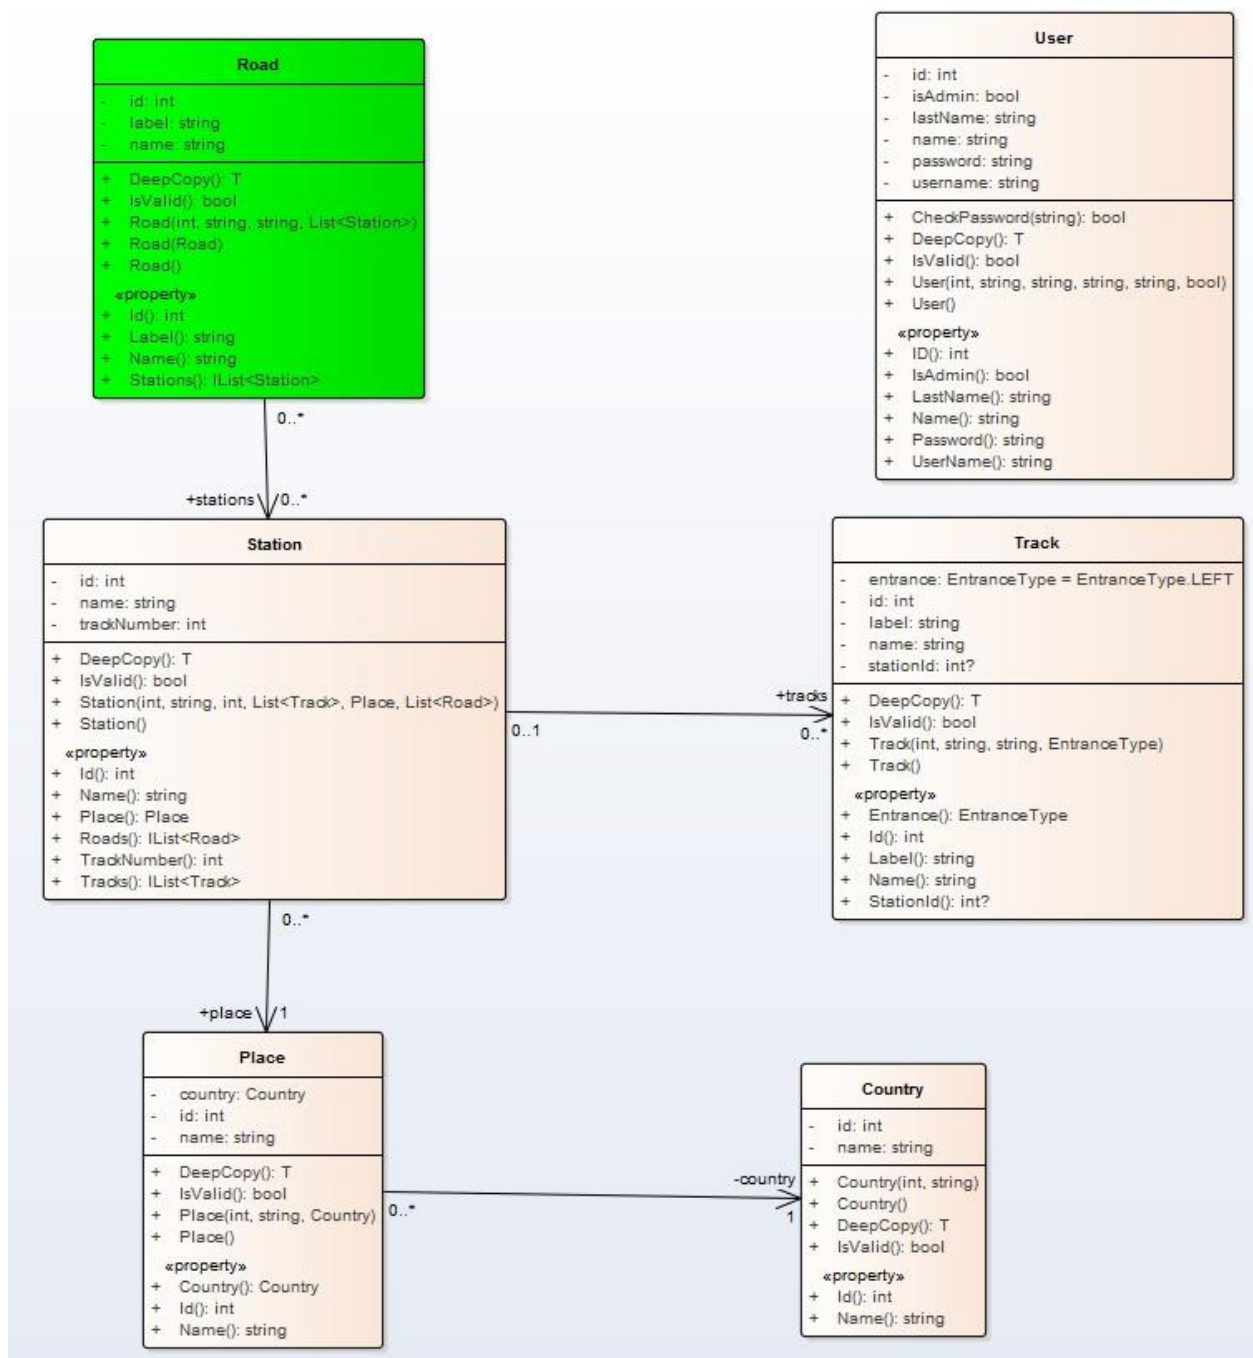 Road
- id: int
- label: string
- name: string
+ DeepCopy(): T
+ IsValid(): bool
+ Road(int, string, string, List<Station>)
+ Road(Road)
+ Road()
«property»
+ Id(): int
+ Label(): string
+ Name(): string
+ Stations(): IList<Station>
User
- id: int
- isAdmin: bool
- lastName: string
- name: string
- password: string
- username: string
+ CheckPassword(string): bool
+ DeepCopy(): T
+ IsValid(): bool
+ User(int, string, string, string, string, bool)
+ User()
«property»
+ ID(): int
+ IsAdmin(): bool
+ LastName(): string
+ Name(): string
+ Password(): string
+ UserName(): string
0..*
+stations
0..*
Station
- id: int
- name: string
- trackNumber: int
+ DeepCopy(): T
+ IsValid(): bool
+ Station(int, string, int, List<Track>, Place, List<Road>)
+ Station()
«property»
+ Id(): int
+ Name(): string
+ Place(): Place
+ Roads(): IList<Road>
+ TrackNumber(): int
+ Tracks(): IList<Track>
0..1
+tracks
0..*
Track
- entrance: EntranceType = EntranceType.LEFT
- id: int
- label: string
- name: string
- stationId: int?
+ DeepCopy(): T
+ IsValid(): bool
+ Track(int, string, string, EntranceType)
+ Track()
«property»
+ Entrance(): EntranceType
+ Id(): int
+ Label(): string
+ Name(): string
+ StationId(): int?
0..*
+place
1
Place
- country: Country
- id: int
- name: string
+ DeepCopy(): T
+ IsValid(): bool
+ Place(int, string, Country)
+ Place()
«property»
+ Country(): Country
+ Id(): int
+ Name(): string
0..*
-country
1
Country
- id: int
- name: string
+ Country(int, string)
+ Country()
+ DeepCopy(): T
+ IsValid(): bool
«property»
+ Id(): int
+ Name(): string